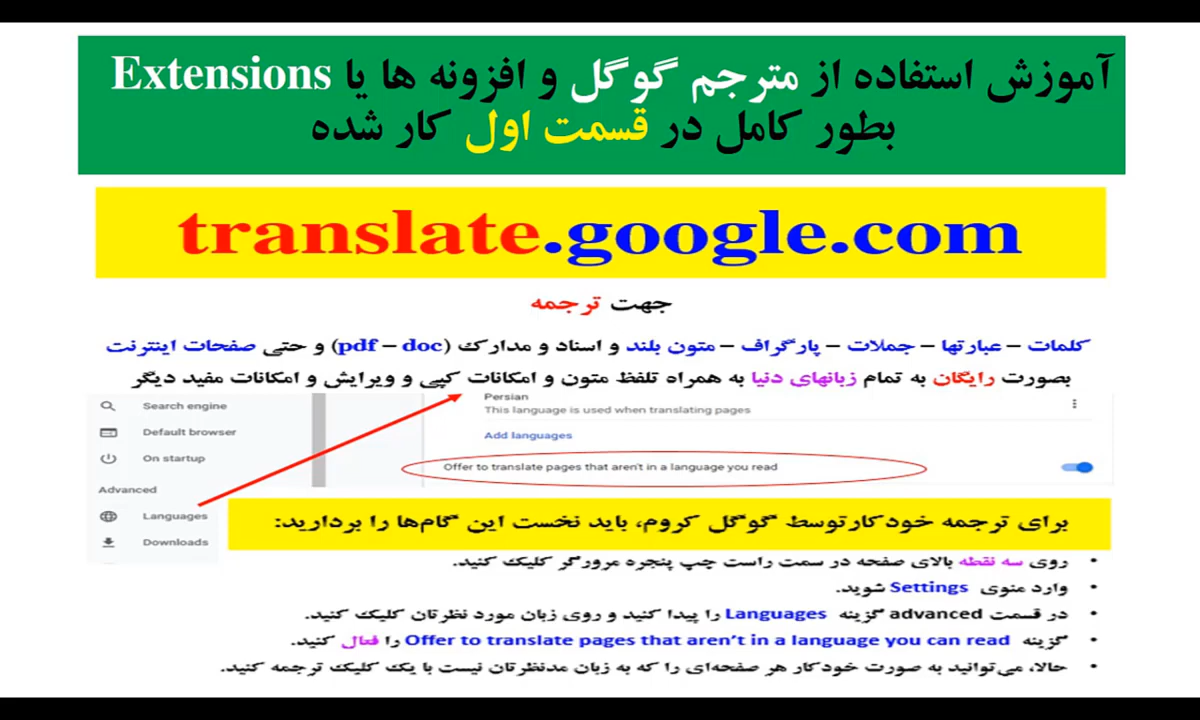 آموزش استفاده از مترجم گوگل و افزونه ها یا Extensions
بطور کامل در قسمت اول کار شده
translate.google.com
جهت ترجمه
کلمات – عبارتها – جملات – پارگراف – متون بلند و اسناد و مدارک (pdf – doc) و حتی صفحات اینترنت
بصورت رایگان به تمام زبانهای دنیا به همراه تلفظ متون و امکانات کپی و ویرایش و امکانات مفید دیگر
Search engine
Default browser
On startup
Advanced
Languages
Downloads
Persian
This language is used when translating pages
Add languages
Offer to translate pages that aren't in a language you read
برای ترجمه خودکارتوسط گوگل کروم، باید نخست این گام‌ها را بردارید:
• روی سه نقطه بالای صفحه در سمت راست چپ پنجره مرورگر کلیک کنید.
• وارد منوی Settings شوید.
• در قسمت advanced گزینه Languages را پیدا کنید و روی زبان مورد نظرتان کلیک کنید.
• گزینه Offer to translate pages that aren’t in a language you can read را فعال کنید.
• حالا، می‌توانید به صورت خودکار هر صفحه‌ای را که به زبان مدنظرتان نیست با یک کلیک ترجمه کنید.